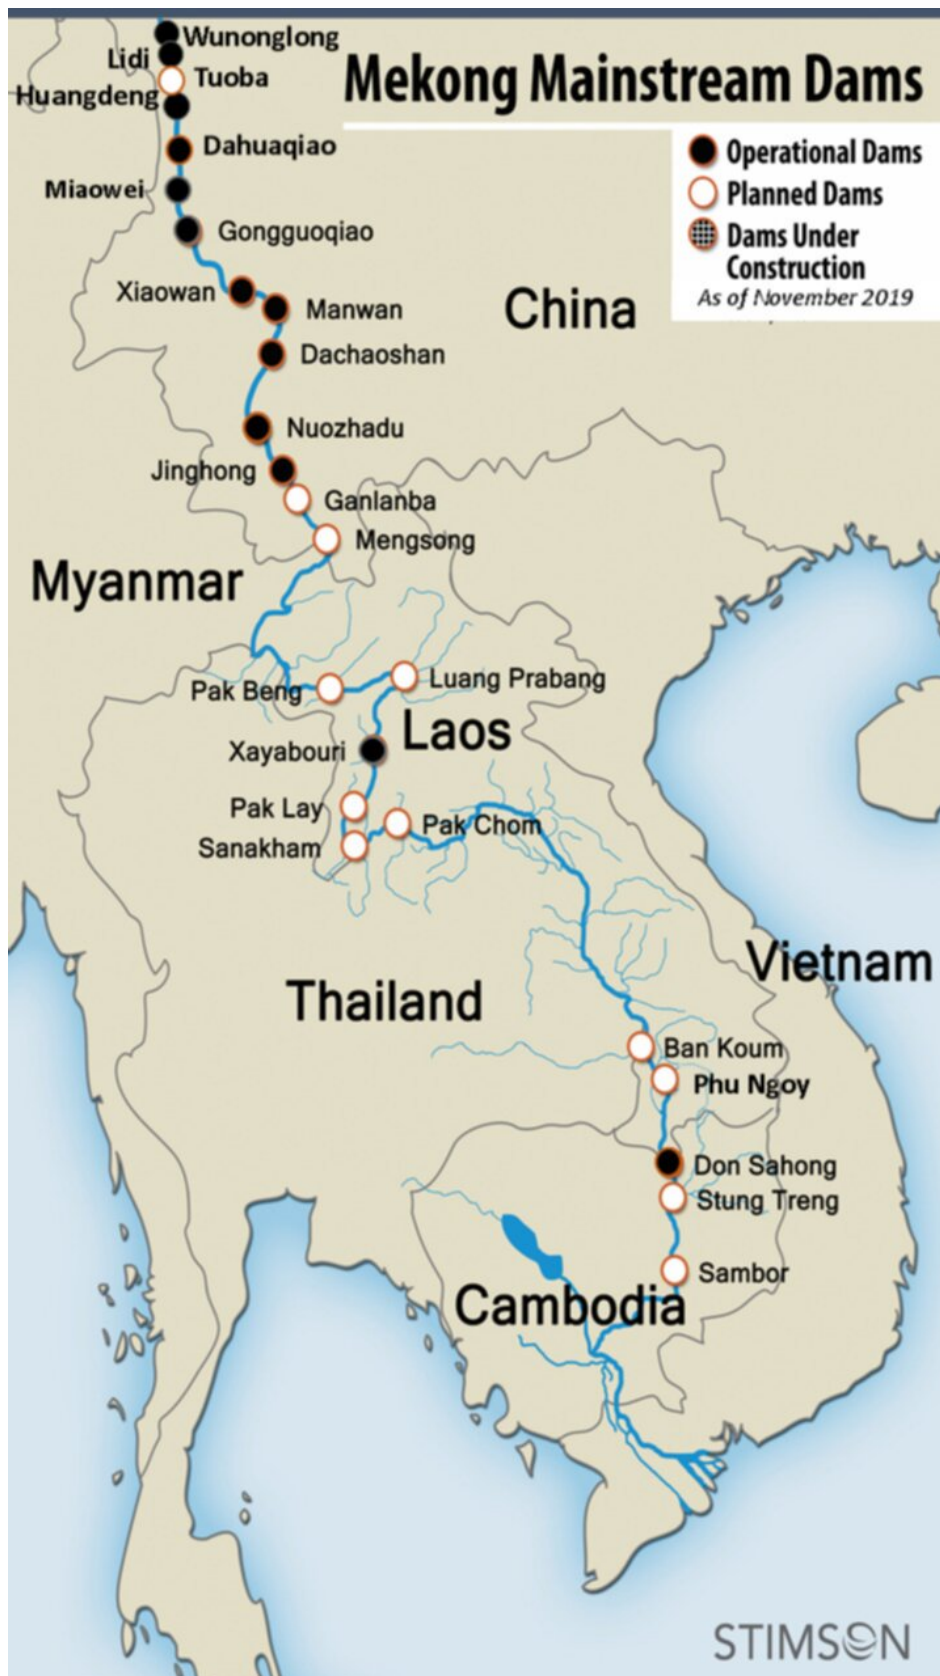 Wunonglong
Lidi
Tuoba
Mekong Mainstream Dams
Huangdeng
Dahuaqiao
Operational Dams
Miaowei
Planned Dams
Gongguoqiao
Dams Under
Construction
Xiaowan
As of November 2019
Manwan
China
Dachaoshan
Nuozhadu
Jinghong
Ganlanba
Mengsong
Myanmar
Pak Beng
Luang Prabang
Laos
Xayabouri
Pak Lay
Pak Chom
Sanakham
Vietnam
Thailand
Ban Koum
Phu Ngoy
Don Sahong
Stung Treng
Sambor
Cambodia
STIMSON